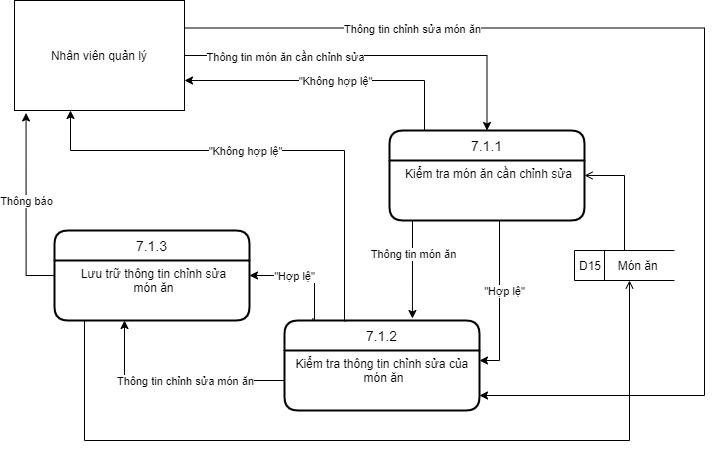 Thông tin chỉnh sửa món ăn
Nhân viên quản lý
Thông tin món ăn cần chỉnh sửa
"Không hợp lệ"
7.1.1
"Không hợp lệ"
Kiểm tra món ăn cần chỉnh sửa
Thông báo
7.1.3
Thông tin món ăn
Lưu trữ thông tin chỉnh sửa
món ăn
"Hợp lệ"
D15
Món ăn
"Hợp lệ"
7.1.2
Kiểm tra thông tin chỉnh sửa của
món ăn
Thông tin chỉnh sửa món ăn